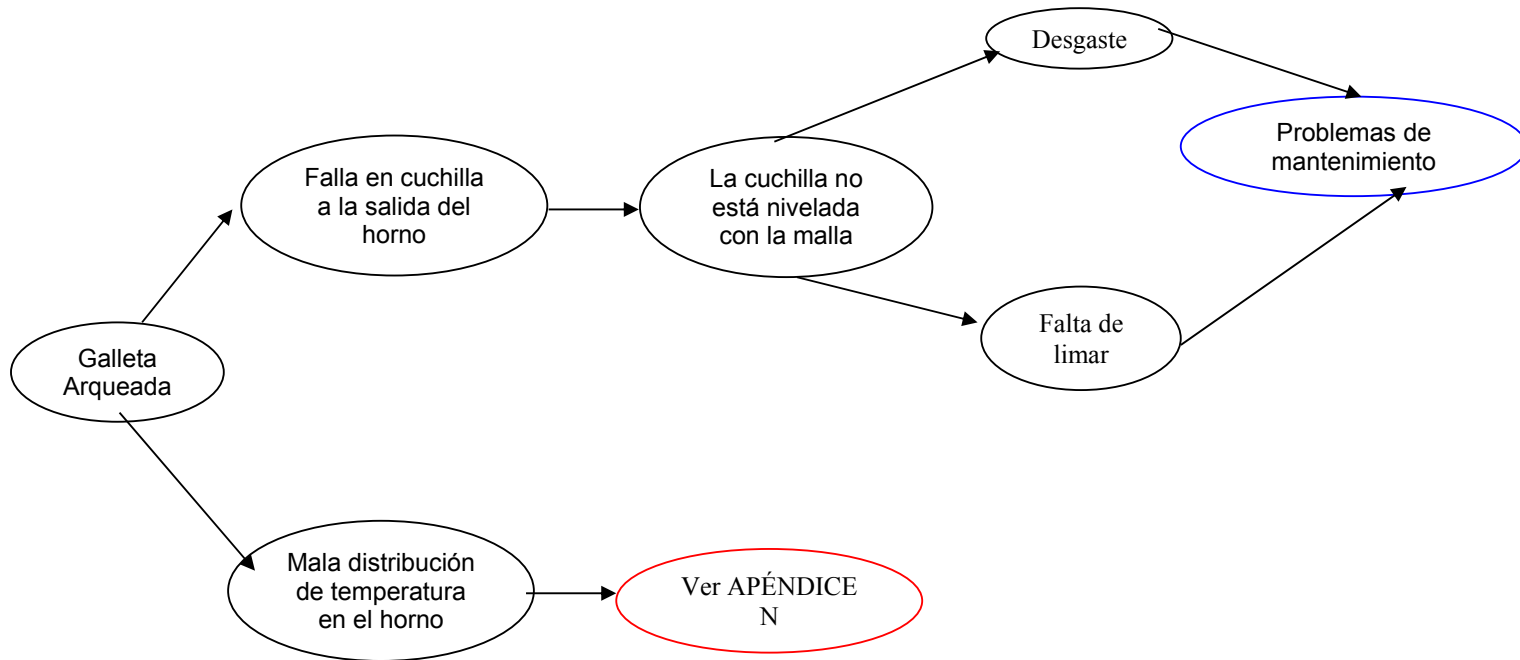 Desgaste
Problemas de
mantenimiento
Falla en cuchilla
a la salida del
horno
La cuchilla no
está nivelada
con la malla
Falta de
limar
Galleta
Arqueada
Mala distribución
de temperatura
en el horno
Ver APÉNDICE
N